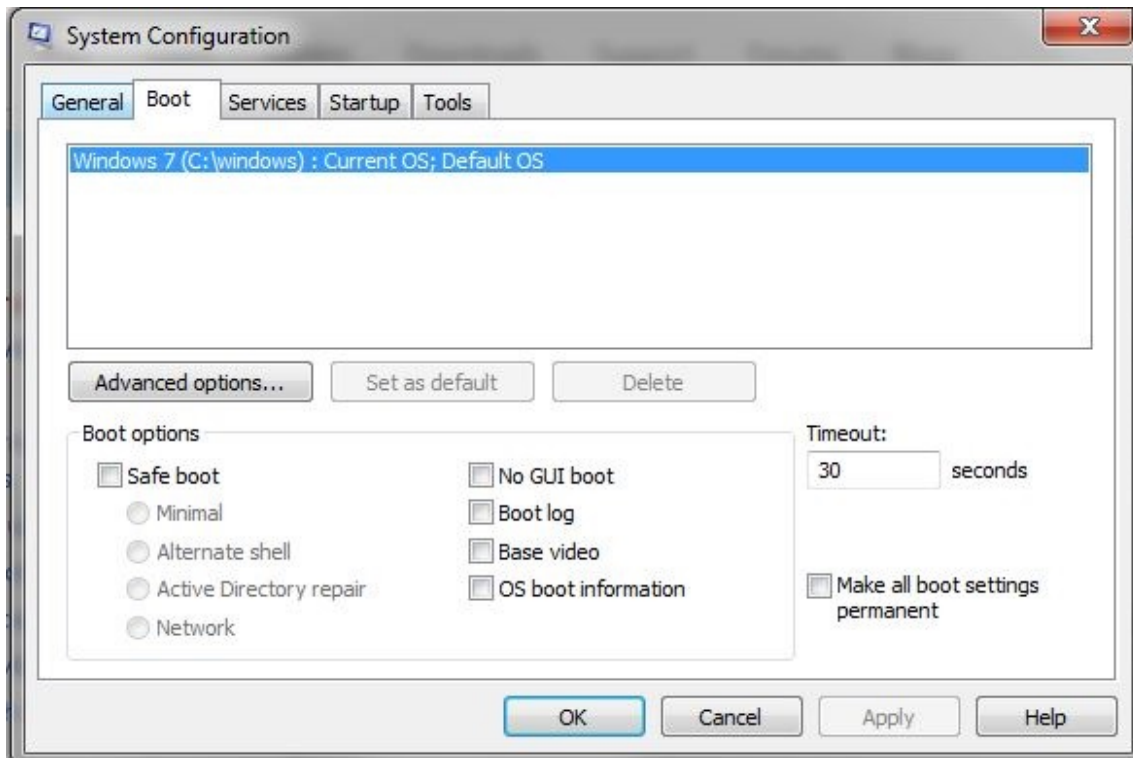 System Configuration
General Boot Services Startup Tools
Windows 7 (C:\windows) : Current OS; Default OS
Advanced options... Set as default Delete
Boot options
Timeout:
Safe boot
No GUI boot
30 seconds
Minimal
Boot log
Alternate shell
Base video
Active Directory repair
OS boot information
Make all boot settings
permanent
Network
OK Cancel Apply Help